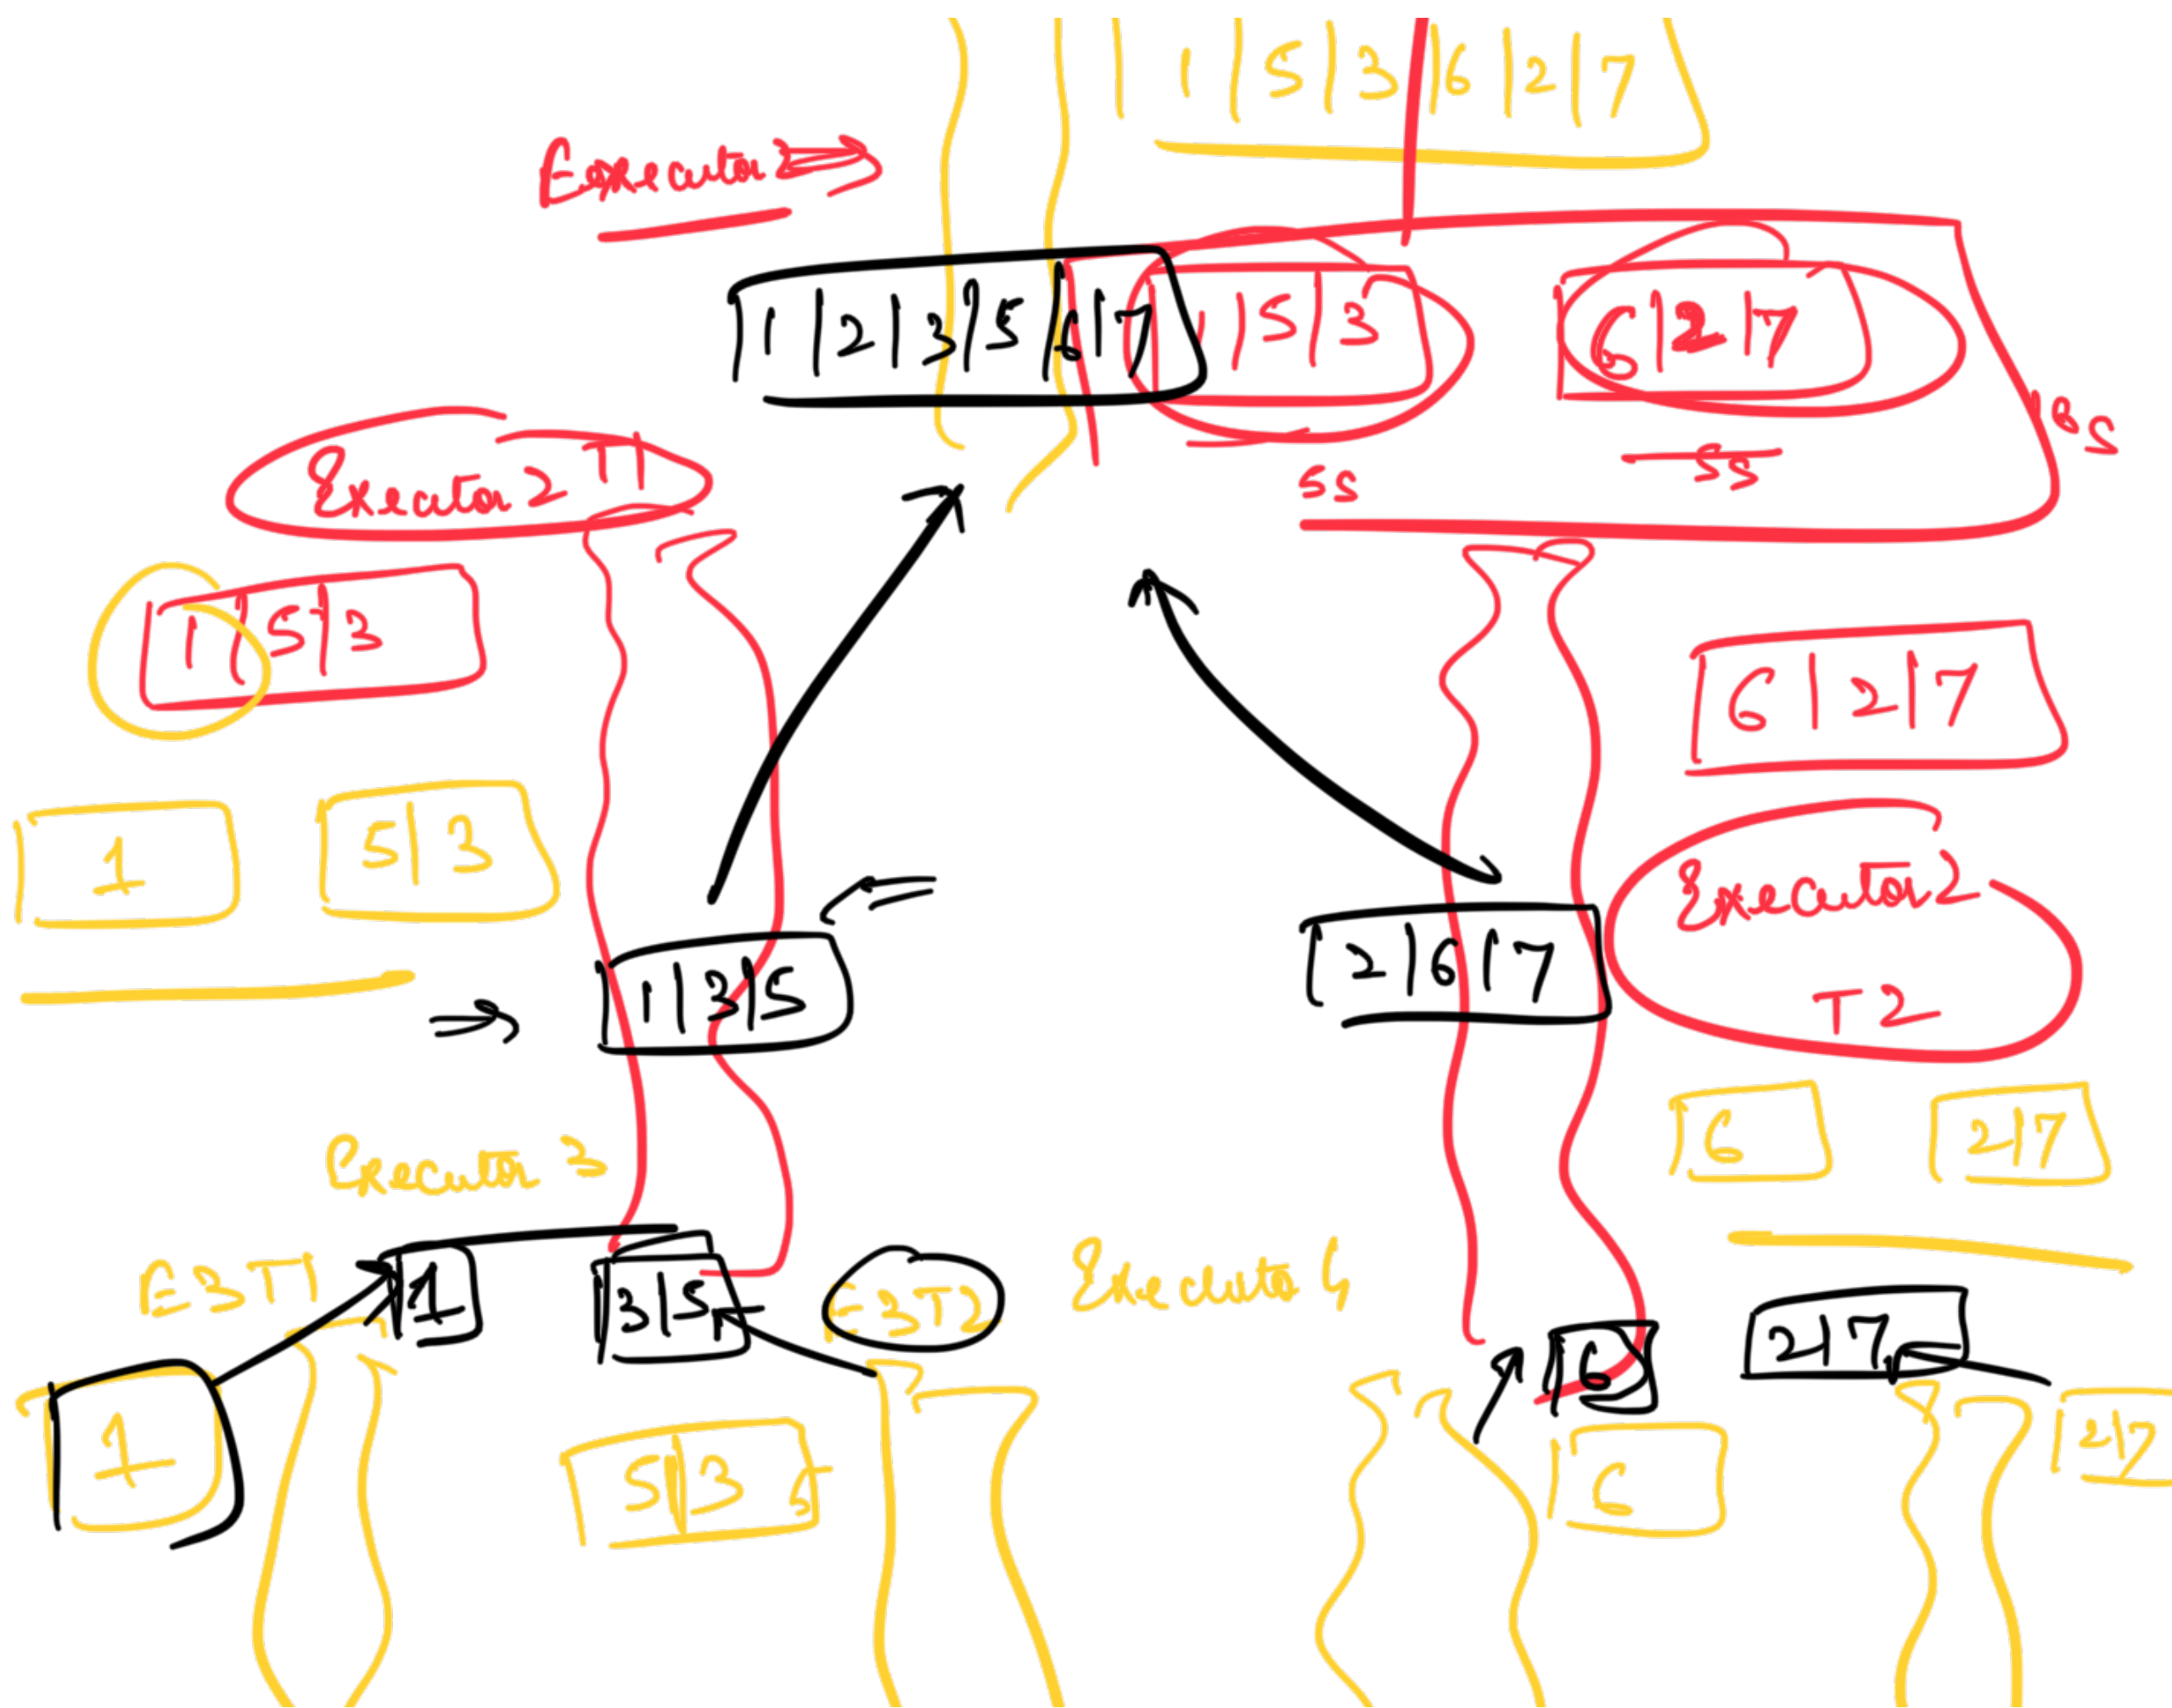 1 | 5 | 3 | 6 | 2 | 7
Executor 2
1 | 2 | 3 | 5 | 6 | 7
1 | 5 | 3
6 | 2 | 7
Executor 2 T1
5s
5s
1 | 5 | 3
6 | 2 | 7
1
5 | 3
Executor 2
T2
1 | 3 | 5
2 | 6 | 7
6
2 | 7
Executor 3
E3T1
1
3 | 5
E3T2
Executor 4
6
2 | 7
1
5 | 3
6
2 | 7